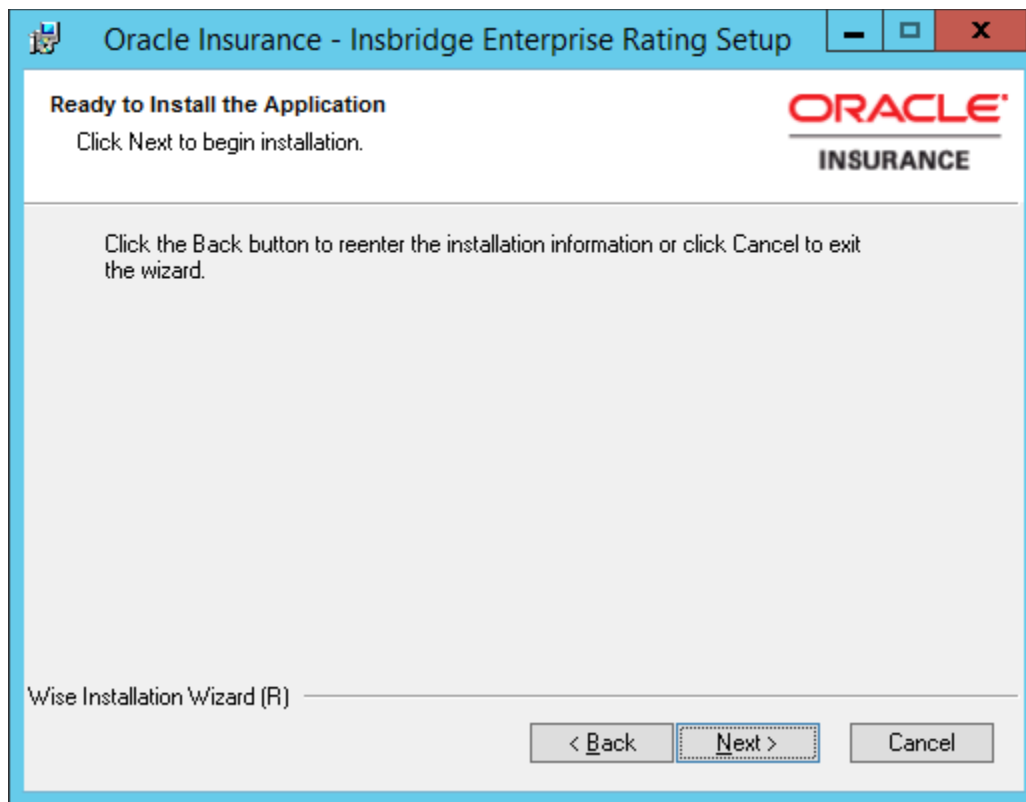 Oracle Insurance - Insbridge Enterprise Rating Setup
Ready to Install the Application
Click Next to begin installation.
ORACLE
INSURANCE
Click the Back button to reenter the installation information or click Cancel to exit
the wizard.
Wise Installation Wizard (R)
< Back
Next >
Cancel